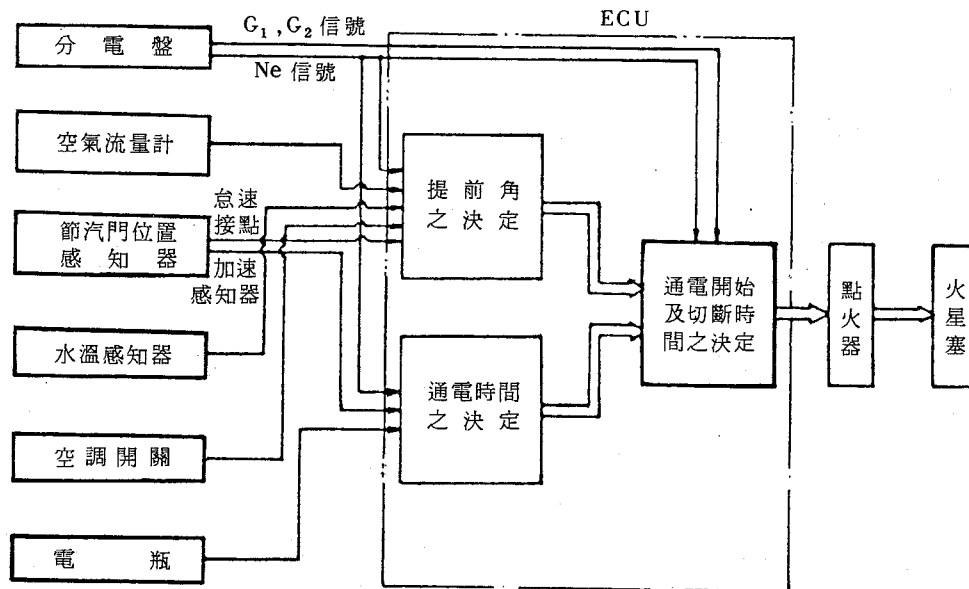 ECU
G₁,G₂信號
分電盤
Ne 信號
空氣流量計
怠速
接點
節汽門位置
感知器
加速
感知器
水溫感知器
空調開關
電瓶
提前角
之決定
通電時間
之決定
通電開始
及切斷時
間之決定
點
火
器
火
星
塞